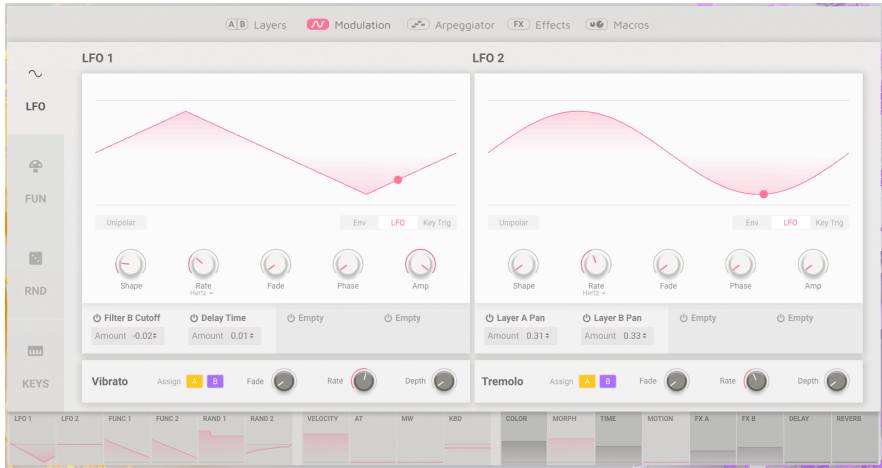 A B Layers Modulation Arpeggiator FX Effects Macros
LFO 1 LFO 2
LFO
FUN
RND
KEYS
Unipolar Env LFO Key Trig
Shape Rate Fade Phase Amp
Hertz
Filter B Cutoff Delay Time Empty Empty
Amount -0.02 Amount 0.01
Unipolar Env LFO Key Trig
Shape Rate Fade Phase Amp
Hertz
Layer A Pan Layer B Pan Empty Empty
Amount 0.31 Amount 0.33
Vibrato Assign A B Fade Rate Depth
Tremolo Assign A B Fade Rate Depth
LFO 1 LFO 2 FUNC 1 FUNC 2 RAND 1 RAND 2 VELOCITY AT MW KBD COLOR MORPH TIME MOTION FX A FX B DELAY REVERB